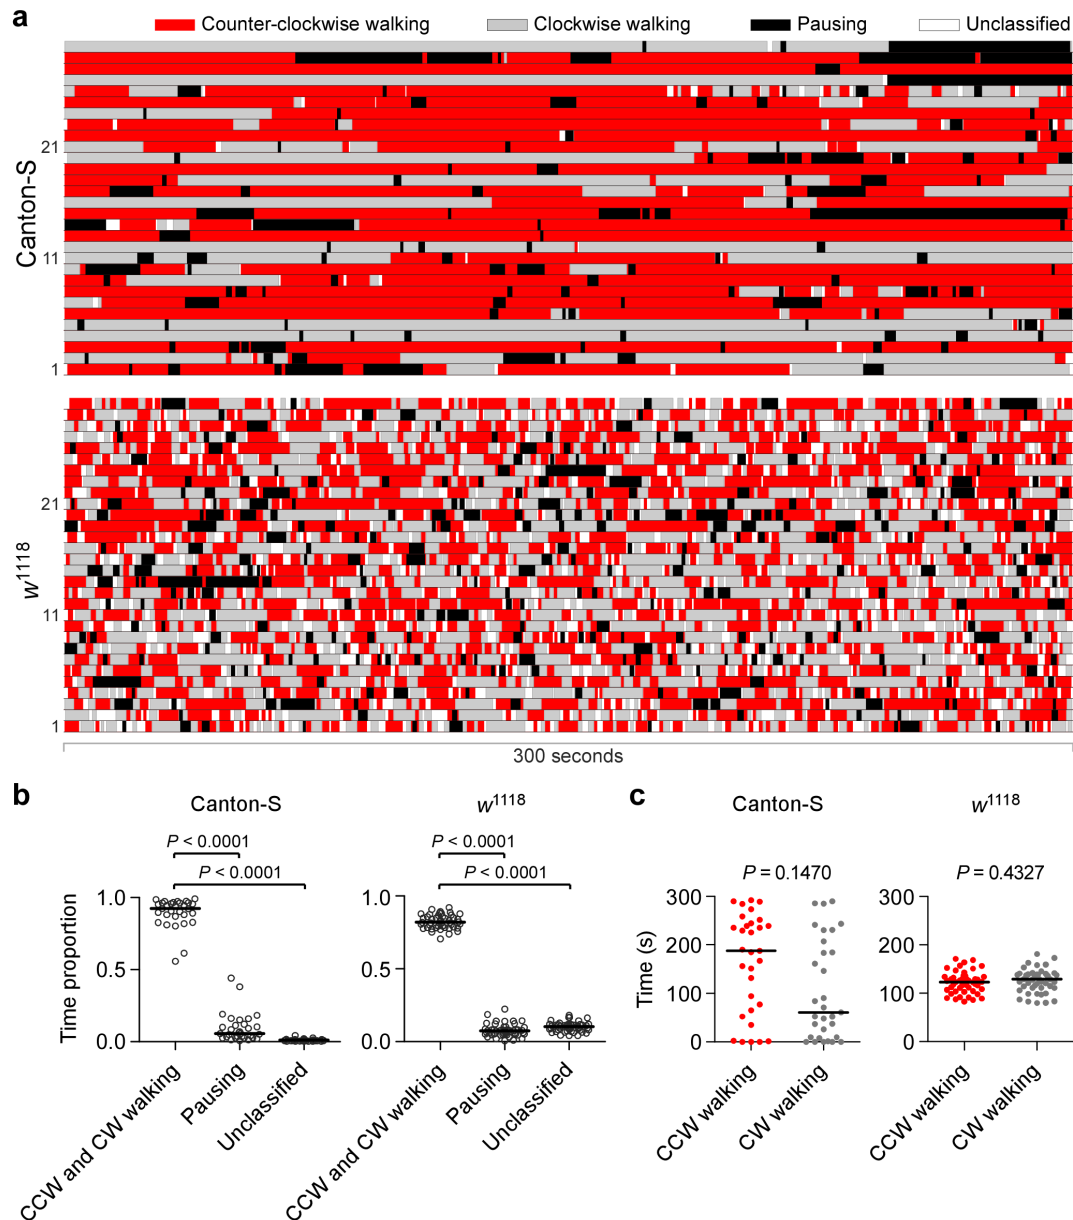 a
Counter-clockwise walking Clockwise walking Pausing Unclassified
Canton-S
21
11
1
w1118
21
11
1
300 seconds
b
Canton-S
w1118
P < 0.0001
P < 0.0001
P < 0.0001
P < 0.0001
Time proportion
1.0
0.5
0.0
CCW and CW walking
Pausing
Unclassified
1.0
0.5
0.0
CCW and CW walking
Pausing
Unclassified
c
Canton-S
w1118
P = 0.1470
P = 0.4327
Time (s)
300
200
100
0
CCW walking
CW walking
300
200
100
0
CCW walking
CW walking